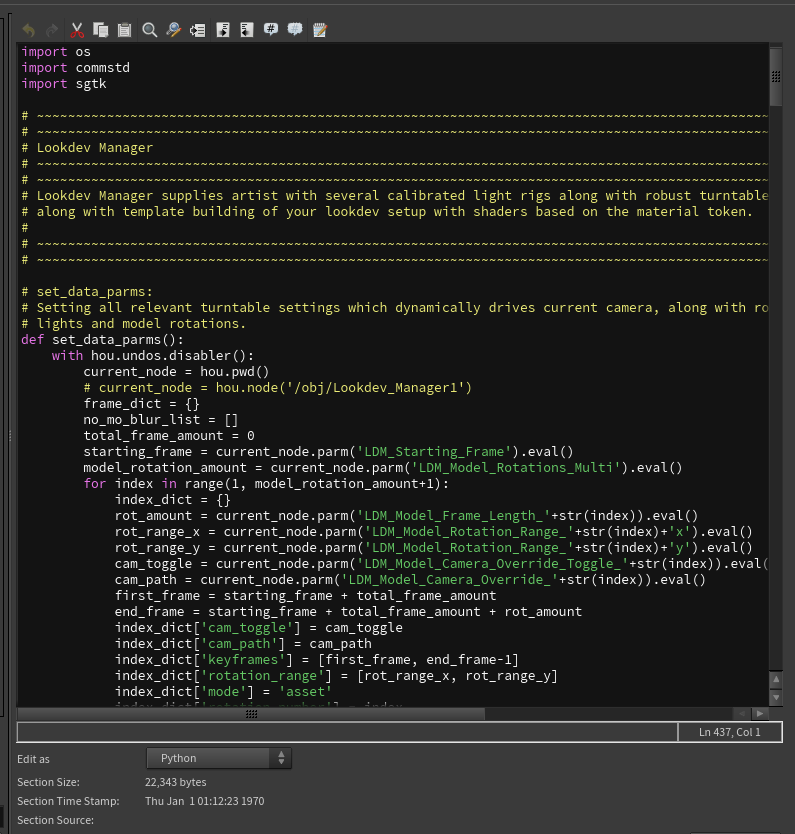 import os
import commstd
import sgtk
# ~~~~~~~~~~~~~~~~~~~~~~~~~~~~~~~~~~~~~~~~~~~~~~~~~~~~~~~~~~~~~~~~~~~~~~~~~~~~~~~~~~~~~~~~~~~~~
# ~~~~~~~~~~~~~~~~~~~~~~~~~~~~~~~~~~~~~~~~~~~~~~~~~~~~~~~~~~~~~~~~~~~~~~~~~~~~~~~~~~~~~~~~~~~~~
# Lookdev Manager
# ~~~~~~~~~~~~~~~~~~~~~~~~~~~~~~~~~~~~~~~~~~~~~~~~~~~~~~~~~~~~~~~~~~~~~~~~~~~~~~~~~~~~~~~~~~~~~
# ~~~~~~~~~~~~~~~~~~~~~~~~~~~~~~~~~~~~~~~~~~~~~~~~~~~~~~~~~~~~~~~~~~~~~~~~~~~~~~~~~~~~~~~~~~~~~
# Lookdev Manager supplies artist with several calibrated light rigs along with robust turntable
# along with template building of your lookdev setup with shaders based on the material token.
#
# ~~~~~~~~~~~~~~~~~~~~~~~~~~~~~~~~~~~~~~~~~~~~~~~~~~~~~~~~~~~~~~~~~~~~~~~~~~~~~~~~~~~~~~~~~~~~~
# ~~~~~~~~~~~~~~~~~~~~~~~~~~~~~~~~~~~~~~~~~~~~~~~~~~~~~~~~~~~~~~~~~~~~~~~~~~~~~~~~~~~~~~~~~~~~~
# set_data_parms:
# Setting all relevant turntable settings which dynamically drives current camera, along with ro
# lights and model rotations.
def set_data_parms():
    with hou.undos.disabler():
        current_node = hou.pwd()
        # current_node = hou.node('/obj/Lookdev_Manager1')
        frame_dict = {}
        no_mo_blur_list = []
        total_frame_amount = 0
        starting_frame = current_node.parm('LDM_Starting_Frame').eval()
        model_rotation_amount = current_node.parm('LDM_Model_Rotations_Multi').eval()
        for index in range(1, model_rotation_amount+1):
            index_dict = {}
            rot_amount = current_node.parm('LDM_Model_Frame_Length_'+str(index)).eval()
            rot_range_x = current_node.parm('LDM_Model_Rotation_Range_'+str(index)+'x').eval()
            rot_range_y = current_node.parm('LDM_Model_Rotation_Range_'+str(index)+'y').eval()
            cam_toggle = current_node.parm('LDM_Model_Camera_Override_Toggle_'+str(index)).eval(
            cam_path = current_node.parm('LDM_Model_Camera_Override_'+str(index)).eval()
            first_frame = starting_frame + total_frame_amount
            end_frame = starting_frame + total_frame_amount + rot_amount
            index_dict['cam_toggle'] = cam_toggle
            index_dict['cam_path'] = cam_path
            index_dict['keyframes'] = [first_frame, end_frame-1]
            index_dict['rotation_range'] = [rot_range_x, rot_range_y]
            index_dict['mode'] = 'asset'
Ln 437, Col 1
Edit as Python
Section Size: 22,343 bytes
Section Time Stamp: Thu Jan 1 01:12:23 1970
Section Source: